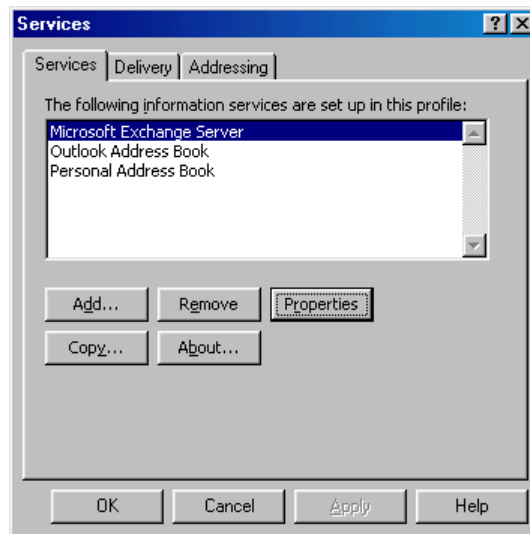 Services
Services Delivery Addressing
The following information services are set up in this profile:
Microsoft Exchange Server
Outlook Address Book
Personal Address Book
Add... Remove Properties
Copy... About...
OK Cancel Apply Help